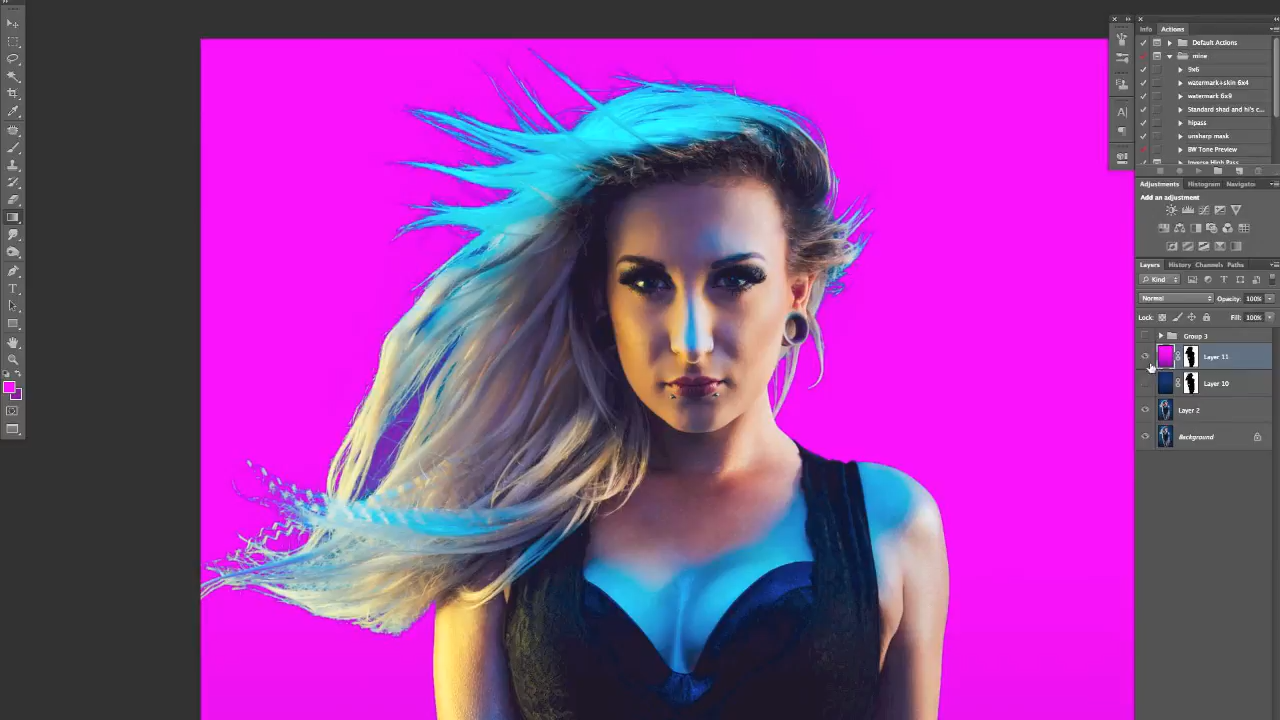 Info Actions
Default Actions
mine
9x6
watermark+skin 6x4
watermark 6x9
Standard shad and hi's c...
hipass
unsharp mask
BW Tone Preview
Inverse High Pass
Adjustments Histogram Navigato
Add an adjustment
Layers History Channels Paths
Kind
Normal Opacity: 100%
Lock: Fill: 100%
Group 3
Layer 11
Layer 10
Layer 2
Background